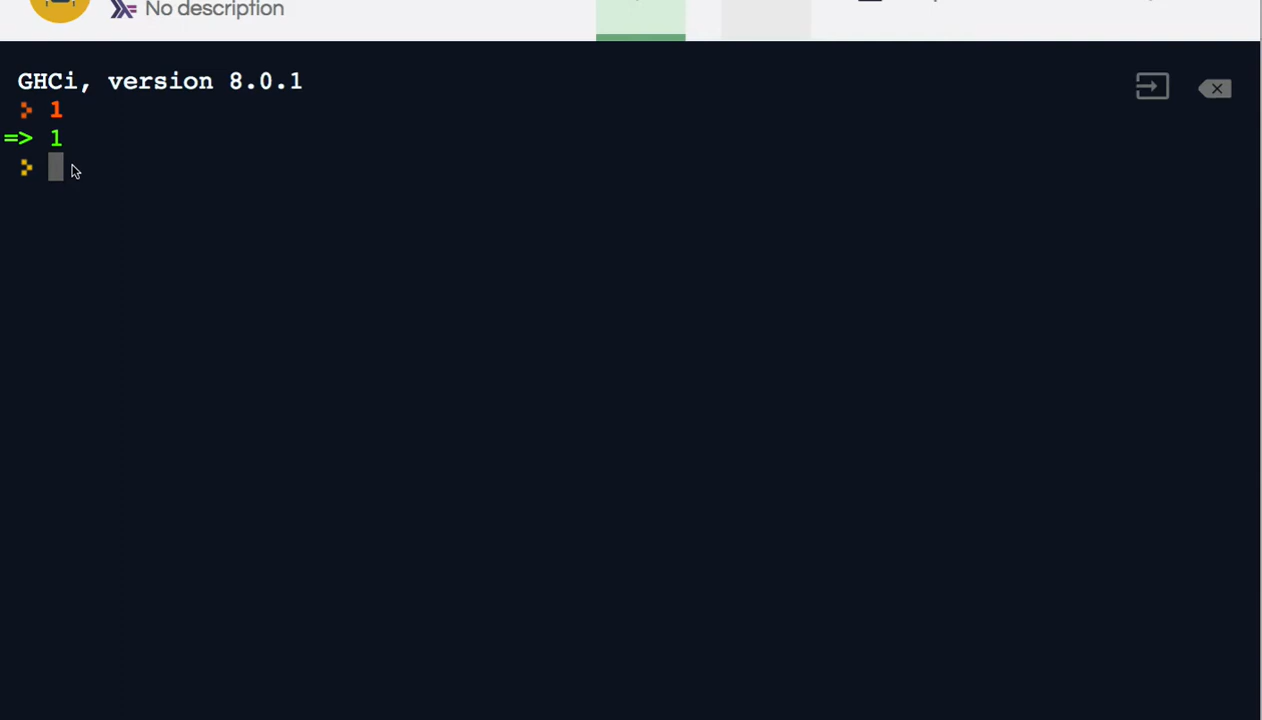 No description
GHCi, version 8.0.1
1
=> 1